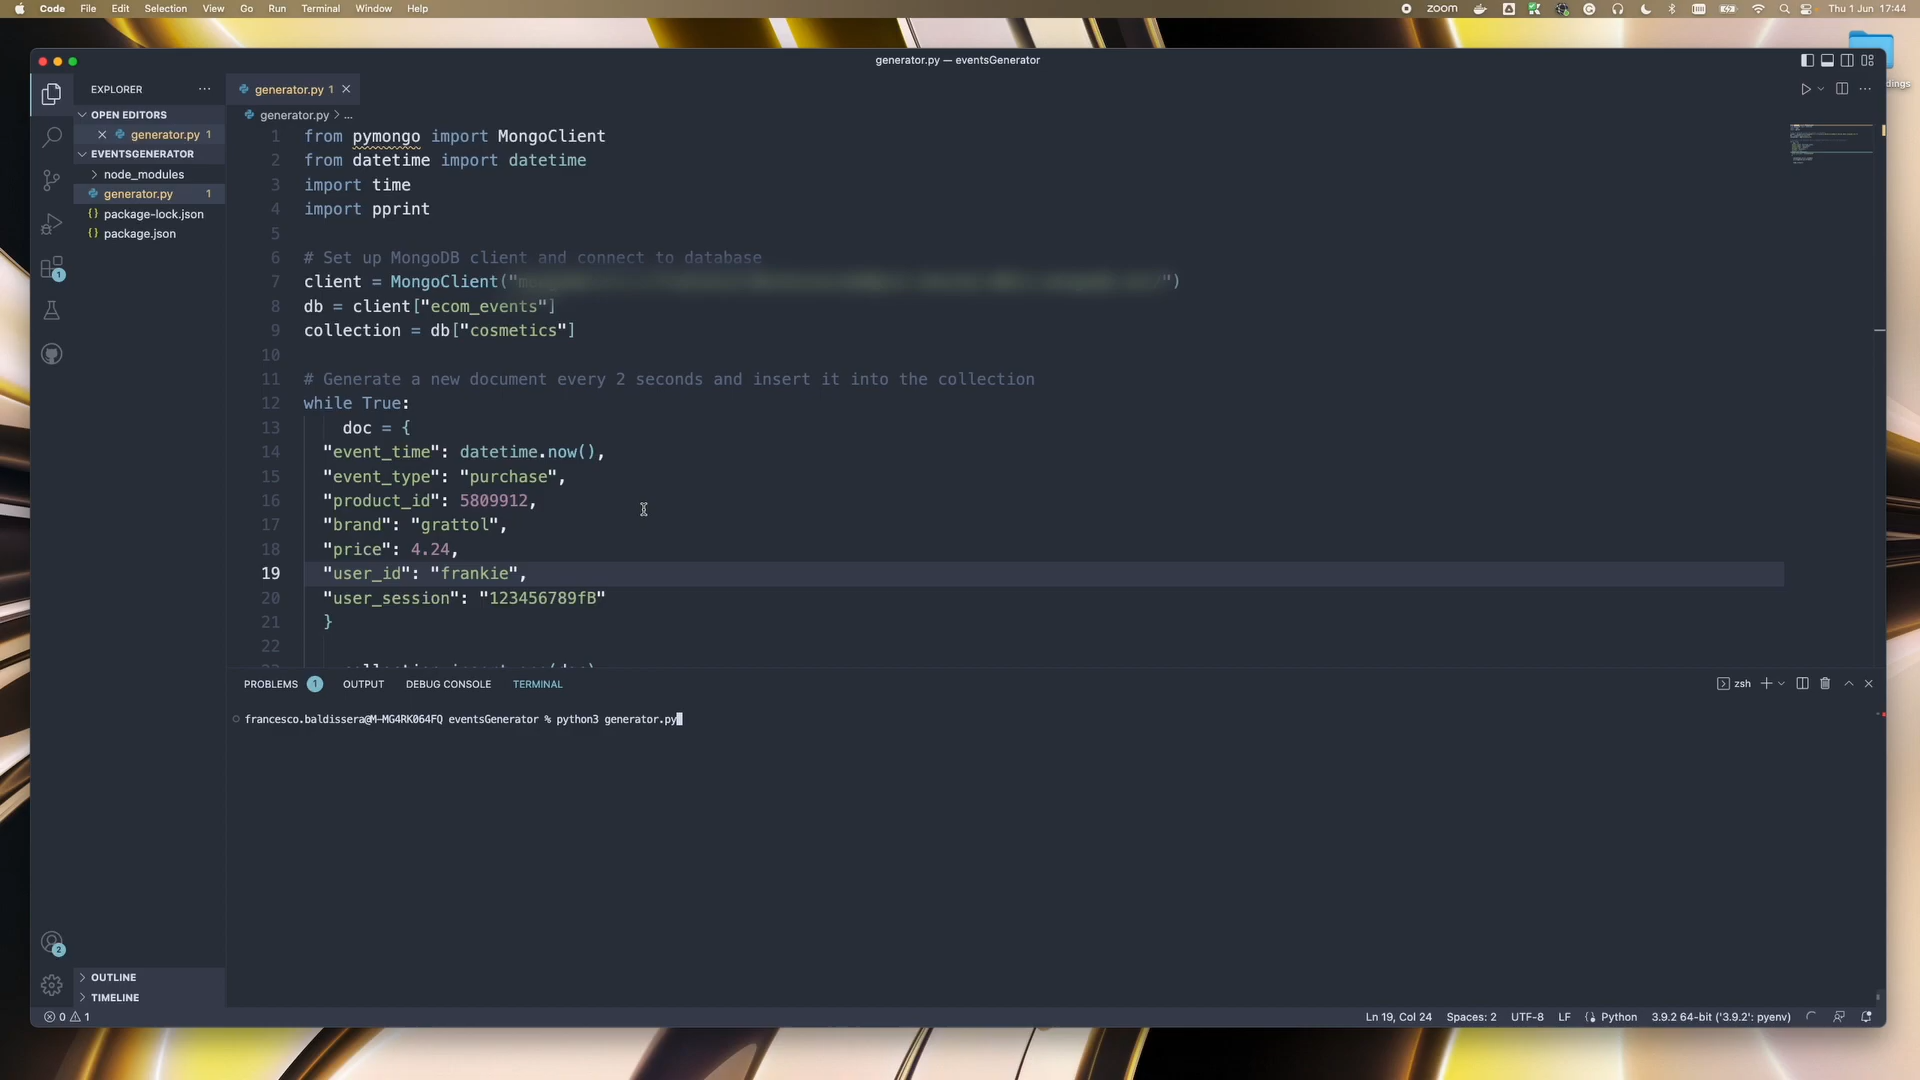 Code File Edit Selection View Go Run Terminal Window Help
zoom
Thu 1 Jun 17:44
generator.py — eventsGenerator
EXPLORER
OPEN EDITORS
generator.py 1
EVENTSGENERATOR
node_modules
generator.py 1
package-lock.json
package.json
OUTLINE
TIMELINE
generator.py 1
generator.py > ...
1 from pymongo import MongoClient
2 from datetime import datetime
3 import time
4 import pprint
5
6 # Set up MongoDB client and connect to database
7 client = MongoClient("/")
8 db = client["ecom_events"]
9 collection = db["cosmetics"]
10
11 # Generate a new document every 2 seconds and insert it into the collection
12 while True:
13 doc = {
14 "event_time": datetime.now(),
15 "event_type": "purchase",
16 "product_id": 5809912,
17 "brand": "grattol",
18 "price": 4.24,
19 "user_id": "frankie",
20 "user_session": "123456789fB"
21 }
22
PROBLEMS 1 OUTPUT DEBUG CONSOLE TERMINAL
zsh
francesco.baldissera@M-MG4RK064FQ eventsGenerator % python3 generator.py
1
2
0 1
Ln 19, Col 24 Spaces: 2 UTF-8 LF Python 3.9.2 64-bit ('3.9.2': pyenv)